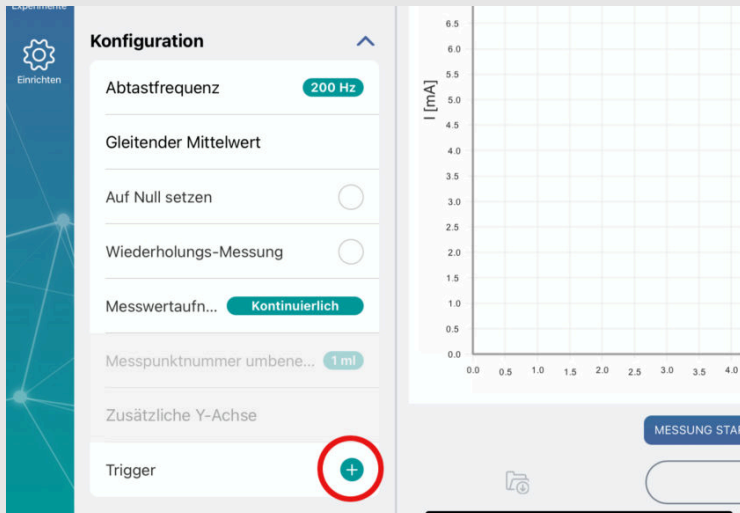 Experimente
Einrichten
Konfiguration
Abtastfrequenz 200 Hz
Gleitender Mittelwert
Auf Null setzen
Wiederholungs-Messung
Messwertaufn... Kontinuierlich
Messpunktnummer umbene... 1 ml
Zusätzliche Y-Achse
Trigger +
I [mA]
6.5
6.0
5.5
5.0
4.5
4.0
3.5
3.0
2.5
2.0
1.5
1.0
0.5
0.0
0.0 0.5 1.0 1.5 2.0 2.5 3.0 3.5 4.0
MESSUNG STAR